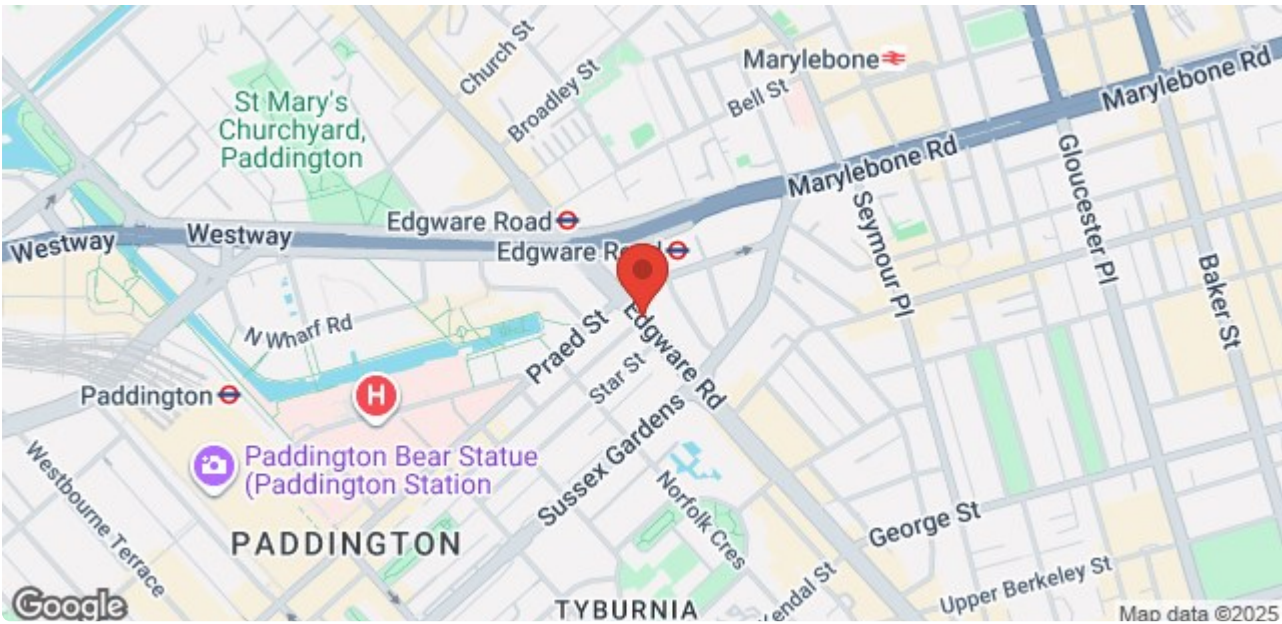 Church St
Broadley St
Marylebone
Bell St
Marylebone Rd
St Mary's
Churchyard,
Paddington
Marylebone Rd
Gloucester Pl
Seymour Pl
Edgware Road
Westway
Westway
Edgware
Baker St
N Wharf Rd
Praed St
Edgware Rd
Star St
Paddington
H
Sussex Gardens
Paddington Bear Statue
(Paddington Station
Westbourne Terrace
Norfolk Cres
George St
PADDINGTON
Upper Berkeley St
Kendal St
TYBURNIA
Google
Map data ©2025